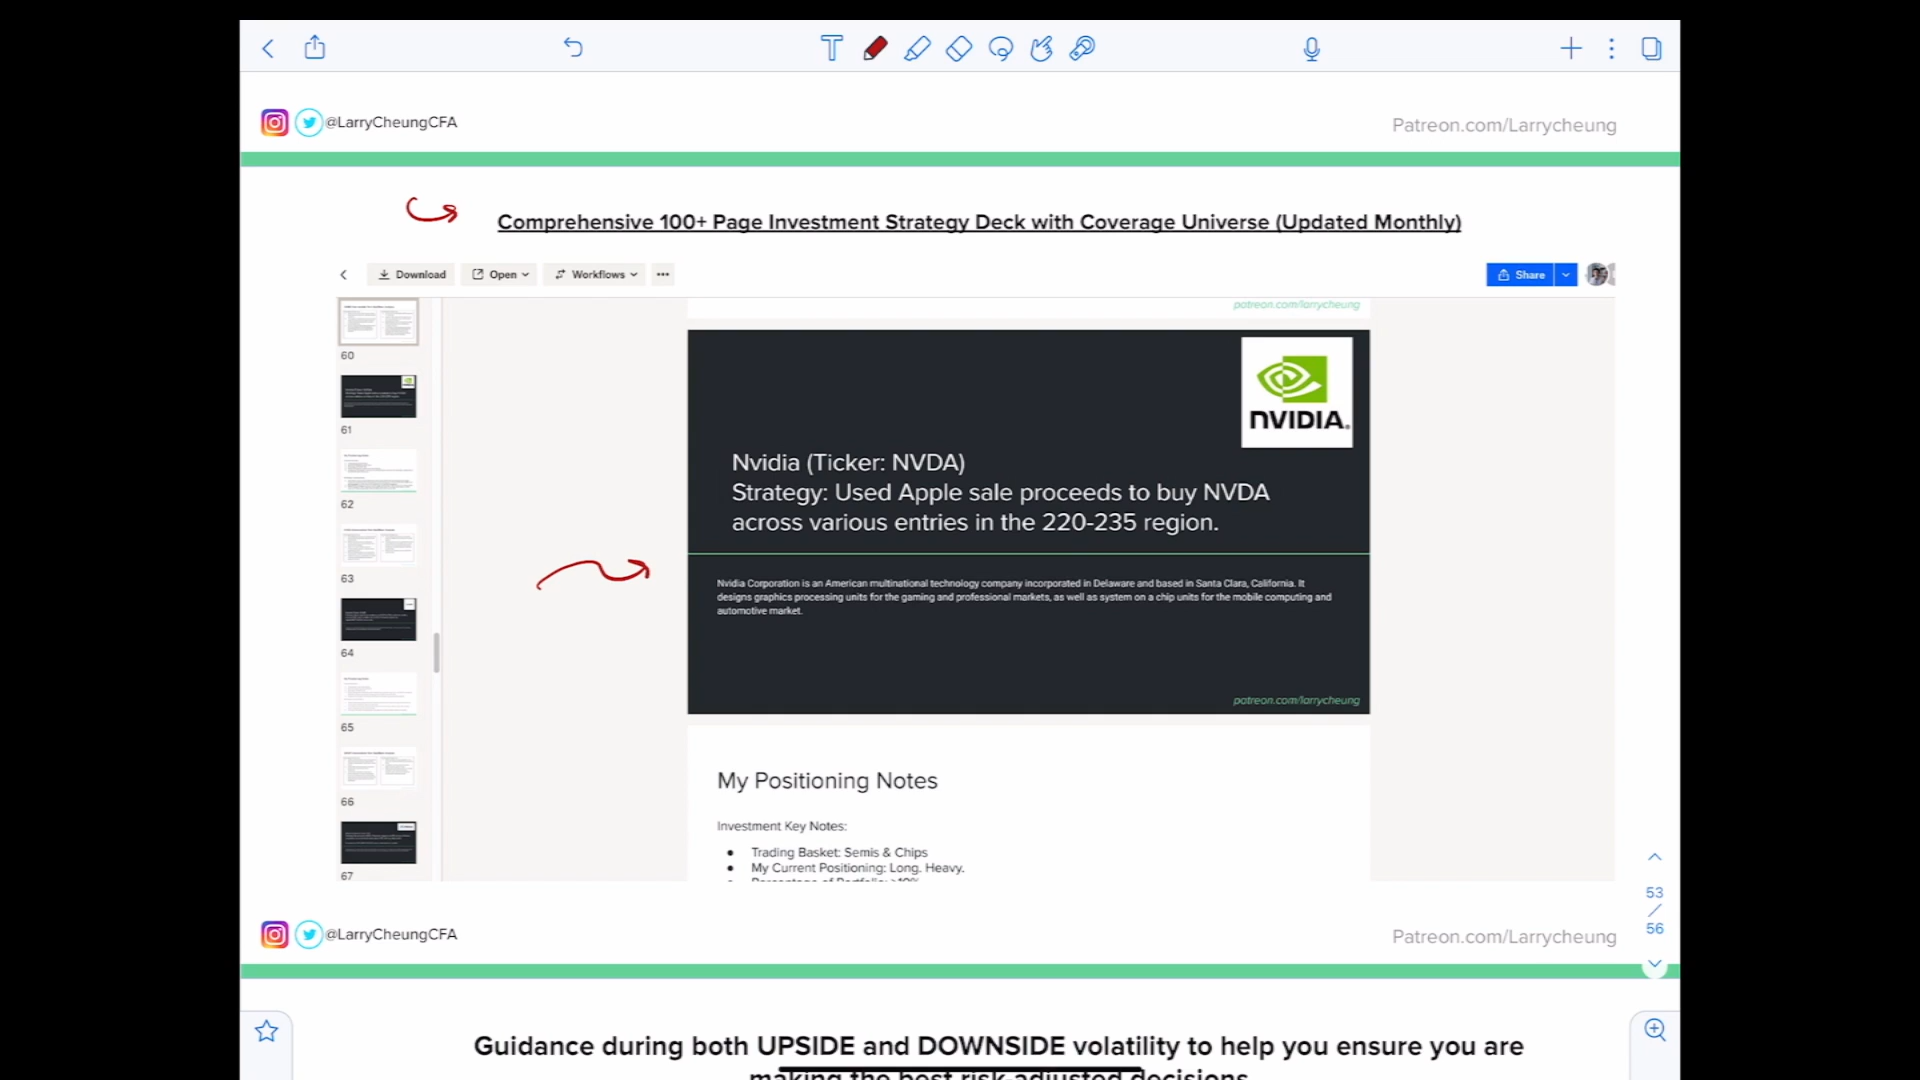 @LarryCheungCFA
Patreon.com/Larrycheung
Comprehensive 100+ Page Investment Strategy Deck with Coverage Universe (Updated Monthly)
Download
Open
Workflows
Share
patreon.com/larrycheung
60
61
62
63
64
65
66
67
NVIDIA.
Nvidia (Ticker: NVDA)
Strategy: Used Apple sale proceeds to buy NVDA
across various entries in the 220-235 region.
Nvidia Corporation is an American multinational technology company incorporated in Delaware and based in Santa Clara, California. It
designs graphics processing units for the gaming and professional markets, as well as system on a chip units for the mobile computing and
automotive market.
patreon.com/larrycheung
My Positioning Notes
Investment Key Notes:
● Trading Basket: Semis & Chips
● My Current Positioning: Long. Heavy.
53
/
56
@LarryCheungCFA
Patreon.com/Larrycheung
Guidance during both UPSIDE and DOWNSIDE volatility to help you ensure you are
making the best risk-adjusted decisions